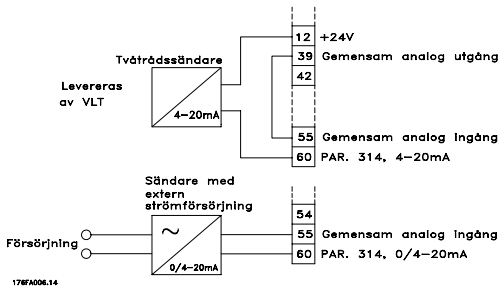 12 +24V
Tvåtrådssändare
39 Gemensam analog utgång
42
Levereras
av VLT
4-20mA
55 Gemensam analog ingång
60 PAR. 314, 4-20mA
Sändare med
extern
strömförsörjning
54
~
55 Gemensam analog ingång
Försörjning
60 PAR. 314, 0/4-20mA
0/4-20mA
176FA006.14